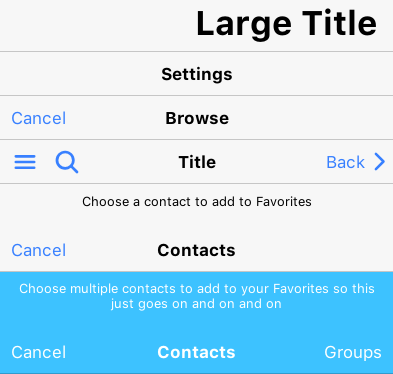 Large Title
Settings
Cancel Browse
Title Back
Choose a contact to add to Favorites
Cancel Contacts
Choose multiple contacts to add to your Favorites so this
just goes on and on and on
Cancel Contacts Groups